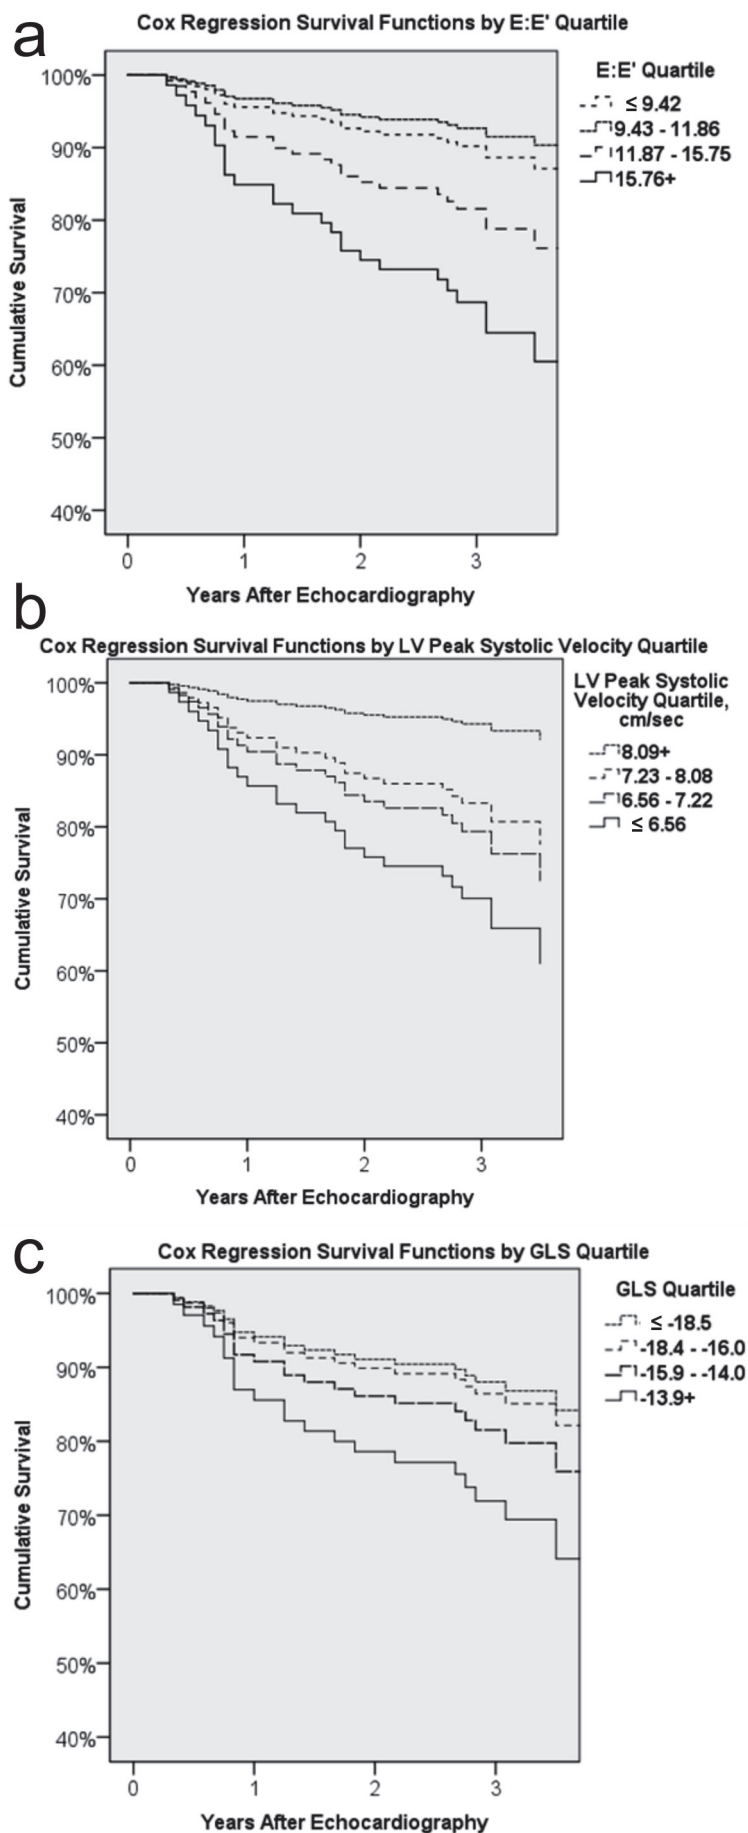 a
Cox Regression Survival Functions by E:E' Quartile
E:E' Quartile
≤ 9.42
9.43 - 11.86
11.87 - 15.75
15.76+
Cumulative Survival
100%
90%
80%
70%
60%
50%
40%
0 1 2 3
Years After Echocardiography
b
Cox Regression Survival Functions by LV Peak Systolic Velocity Quartile
LV Peak Systolic
Velocity Quartile,
cm/sec
8.09+
7.23 - 8.08
6.56 - 7.22
≤ 6.56
Cumulative Survival
100%
90%
80%
70%
60%
50%
40%
0 1 2 3
Years After Echocardiography
c
Cox Regression Survival Functions by GLS Quartile
GLS Quartile
≤ -18.5
-18.4 - -16.0
-15.9 - -14.0
-13.9+
Cumulative Survival
100%
90%
80%
70%
60%
50%
40%
0 1 2 3
Years After Echocardiography